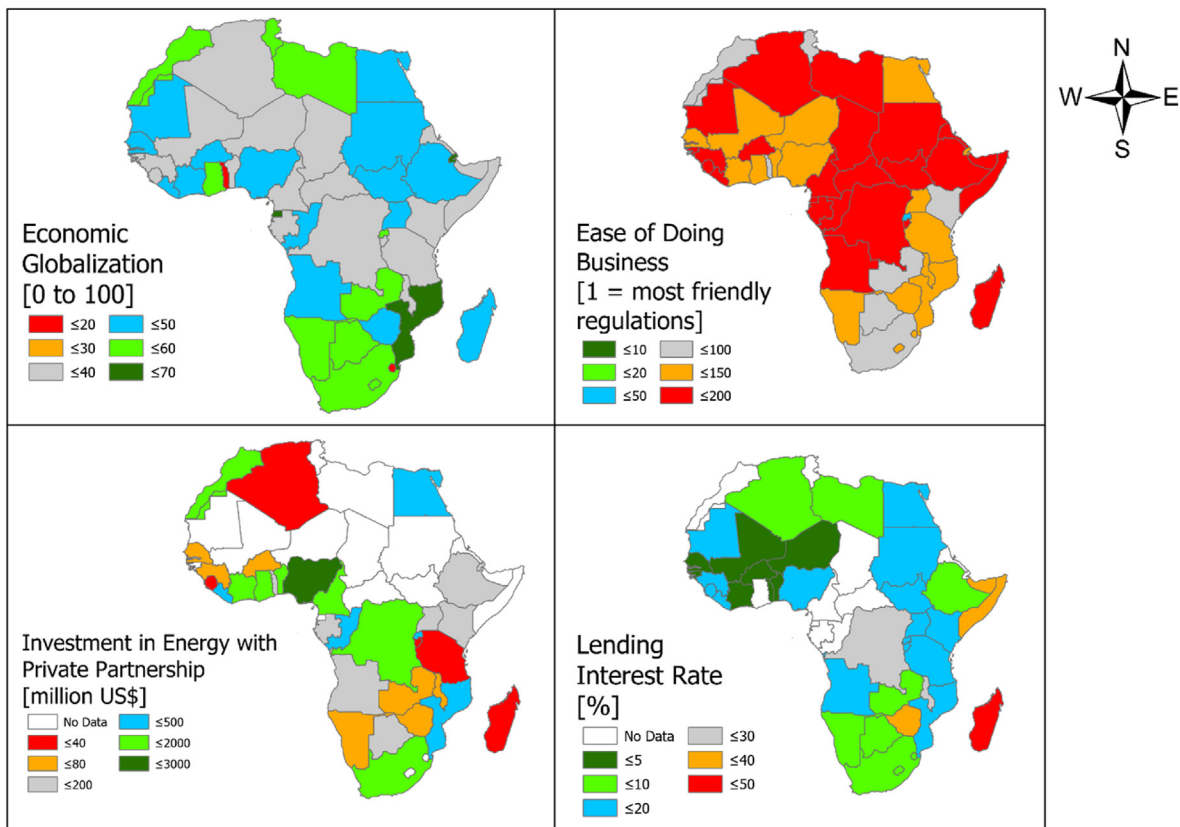 Economic
Globalization
[0 to 100]
≤20 ≤50
≤30 ≤60
≤40 ≤70
Ease of Doing
Business
[1 = most friendly
regulations]
≤10 ≤100
≤20 ≤150
≤50 ≤200
N
W E
S
Investment in Energy with
Private Partnership
[million US$]
No Data ≤500
≤40 ≤2000
≤80 ≤3000
≤200
Lending
Interest Rate
[%]
No Data ≤30
≤5 ≤40
≤10 ≤50
≤20